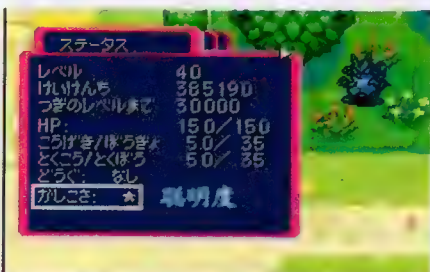 ステータス
レベル 40
けいけんち 385190
つぎのレベルまで 30000
HP: 150/150
こうげき/ぼうぎょ 50/ 35
とくこう/とくぼう 50/ 35
どうぐ: なし
かしこさ: ★ 聡明度